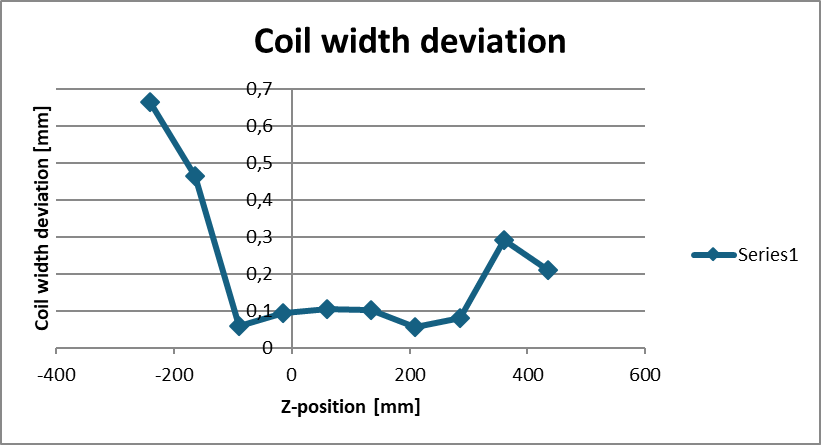 Coil width deviation
Coil width deviation [mm]
0,7
0,6
0,5
0,4
0,3
0,2
0,1
0
-400 -200 0 200 400 600
Z-position [mm]
Series1